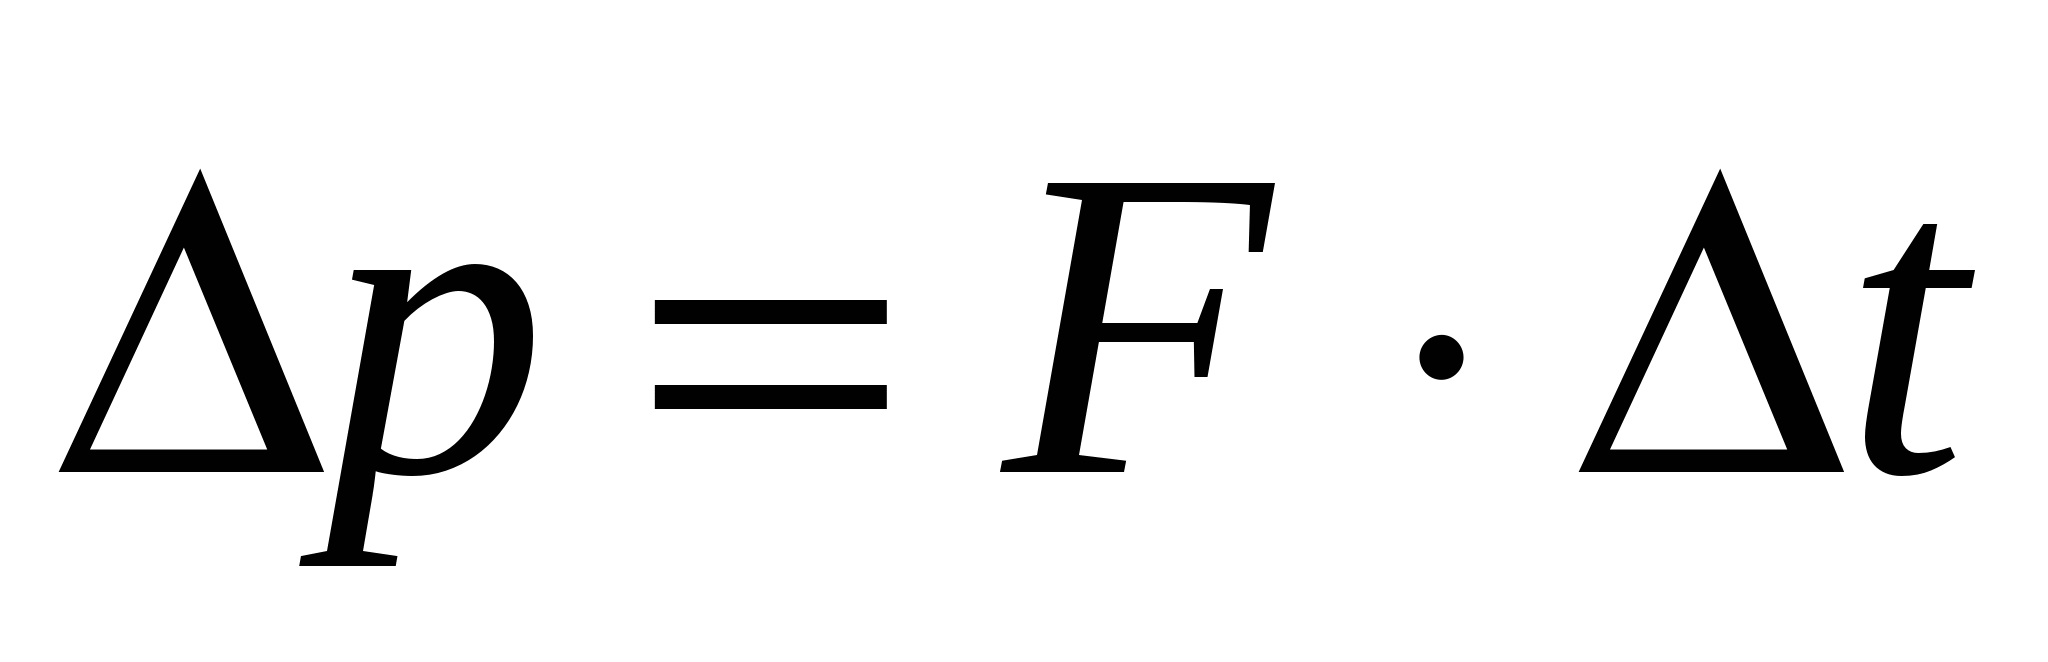 Δp = F · Δt